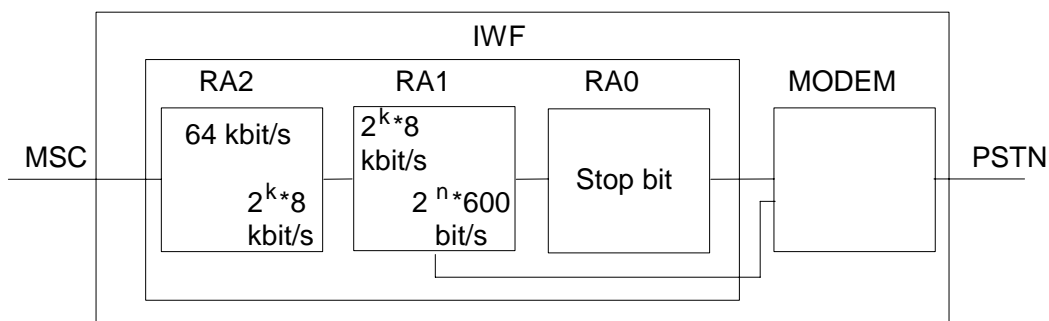 IWF
RA2
RA1
RA0
MODEM
MSC
64 kbit/s
2^k*8
kbit/s
2^k*8
kbit/s
2^n*600
bit/s
Stop bit
PSTN